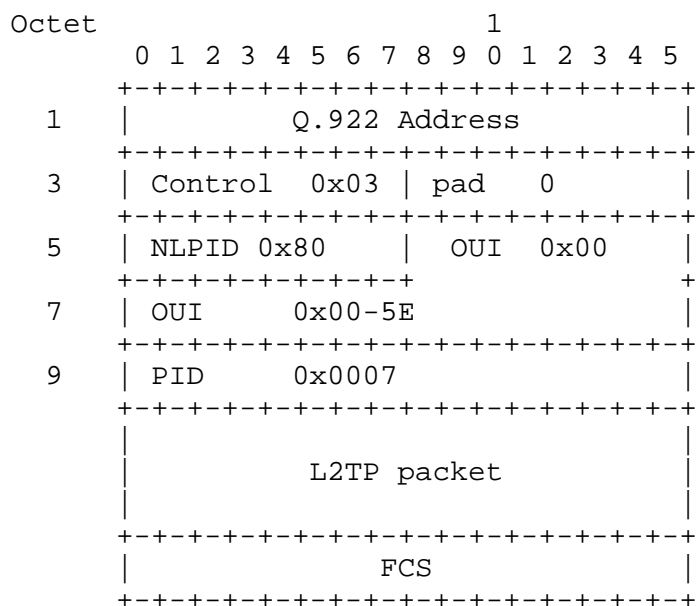 Octet                      1
       0 1 2 3 4 5 6 7 8 9 0 1 2 3 4 5
      +-+-+-+-+-+-+-+-+-+-+-+-+-+-+-+-+
  1   |         Q.922 Address         |
      +-+-+-+-+-+-+-+-+-+-+-+-+-+-+-+-+
  3   | Control  0x03 | pad   0       |
      +-+-+-+-+-+-+-+-+-+-+-+-+-+-+-+-+
  5   | NLPID 0x80    |  OUI  0x00    |
      +-+-+-+-+-+-+-+-+               +
  7   | OUI     0x00-5E               |
      +-+-+-+-+-+-+-+-+-+-+-+-+-+-+-+-+
  9   | PID     0x0007                |
      +-+-+-+-+-+-+-+-+-+-+-+-+-+-+-+-+
      |                               |
      |          L2TP packet          |
      |                               |
      +-+-+-+-+-+-+-+-+-+-+-+-+-+-+-+-+
      |              FCS              |
      +-+-+-+-+-+-+-+-+-+-+-+-+-+-+-+-+